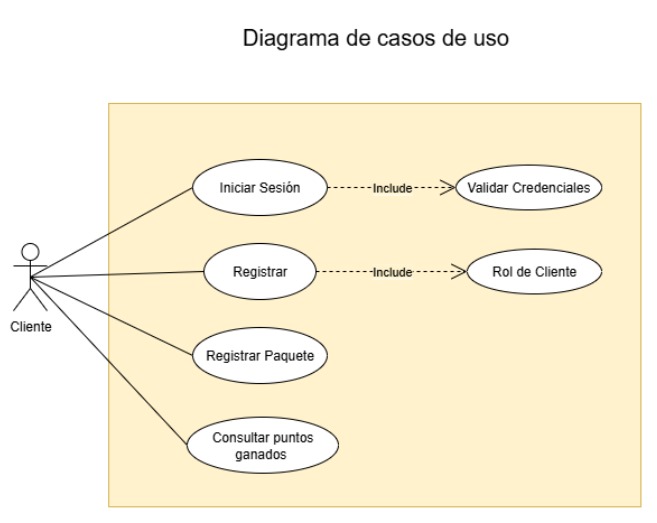 Diagrama de casos de uso
Iniciar Sesión
Include
Validar Credenciales
Registrar
Include
Rol de Cliente
Cliente
Registrar Paquete
Consultar puntos
ganados